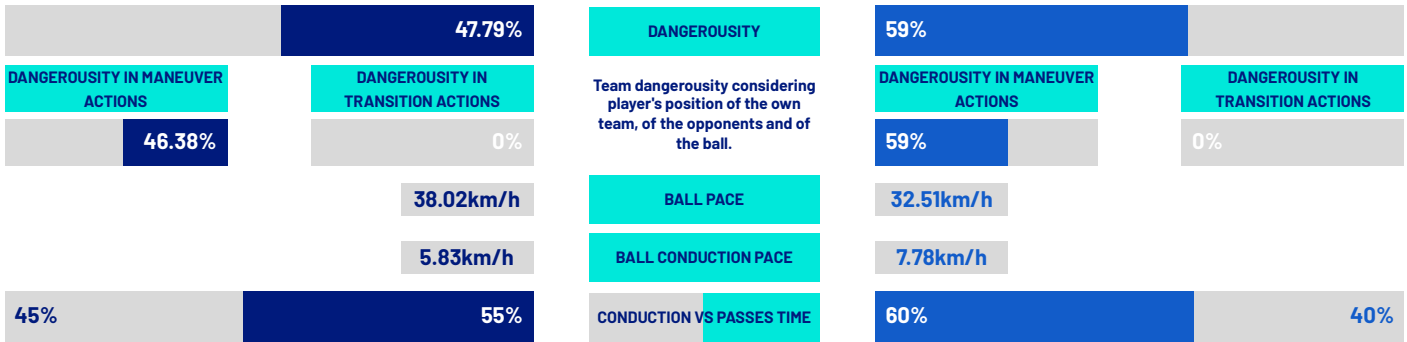 47.79%
DANGEROUSITY
59%
DANGEROUSITY IN MANEUVER
ACTIONS
DANGEROUSITY IN
TRANSITION ACTIONS
Team dangerousity considering
player's position of the own
team, of the opponents and of
the ball.
DANGEROUSITY IN MANEUVER
ACTIONS
DANGEROUSITY IN
TRANSITION ACTIONS
46.38%
0%
59%
0%
38.02km/h
BALL PACE
32.51km/h
5.83km/h
BALL CONDUCTION PACE
7.78km/h
45%
55%
CONDUCTION VS PASSES TIME
60%
40%